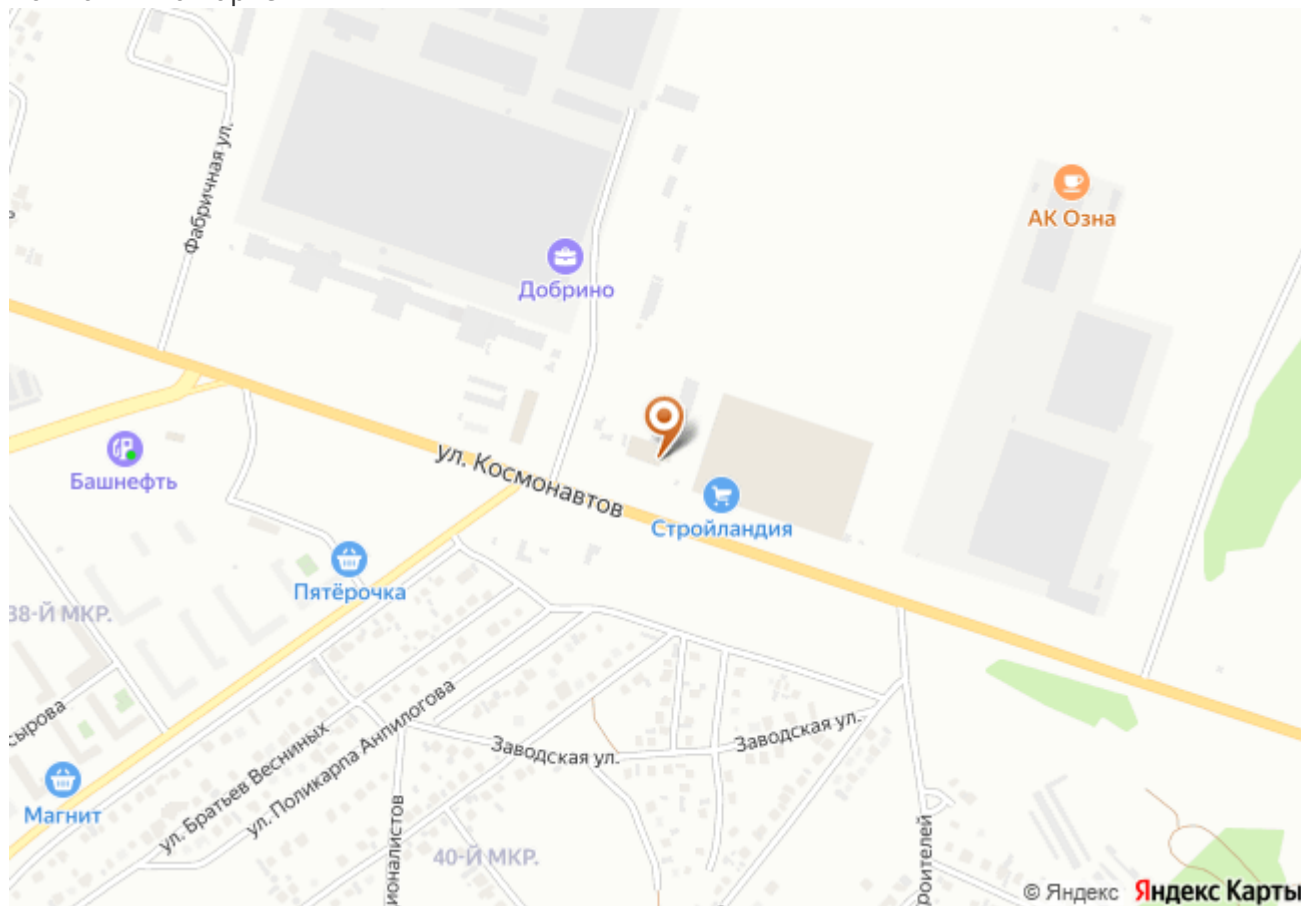 Фабричная ул.
АК Озна
Добрино
ул. Космонавтов
Башнефть
Стройландия
Пятёрочка
38-Й МКР.
сырова
ул. Братьев Весниных
ул. Поликарпа Анпилогова
Заводская ул.
Заводская ул.
Магнит
ионалистов
40-Й МКР.
роителей
© Яндекс Яндекс Карты